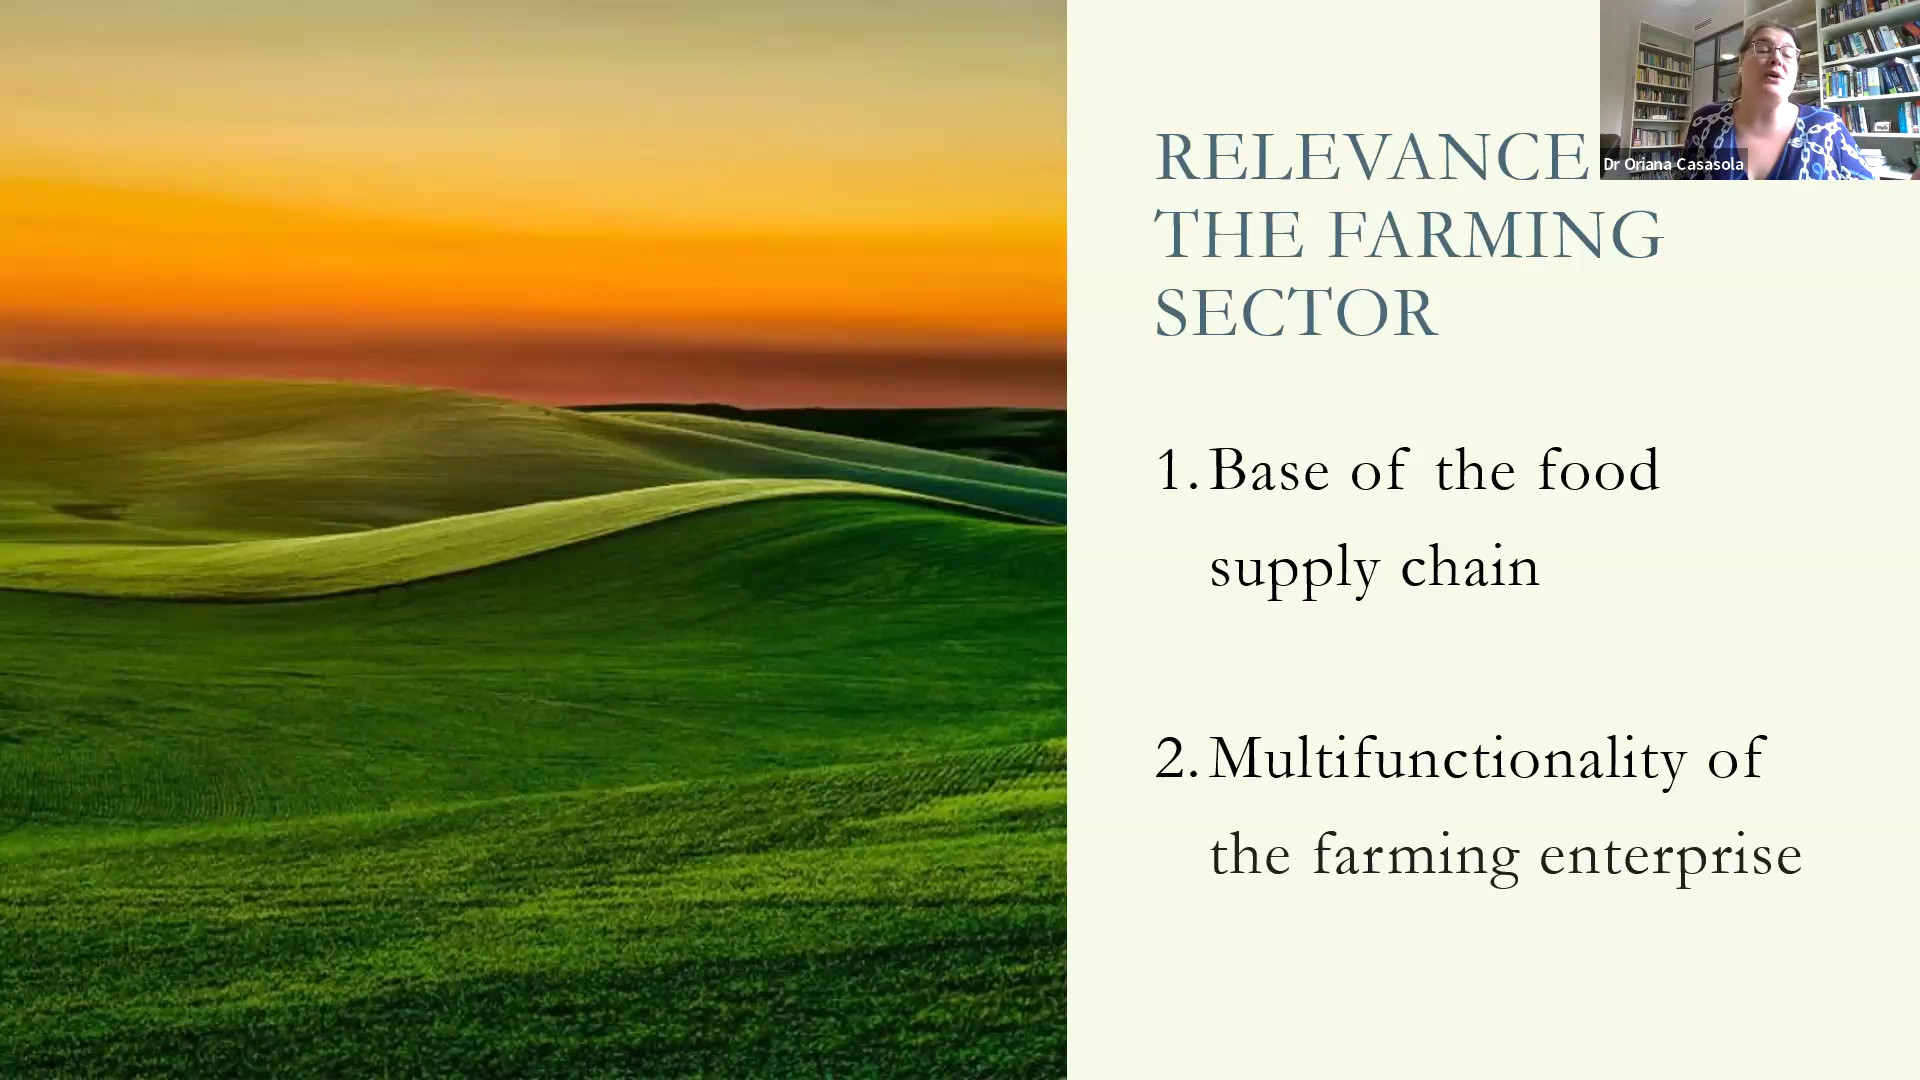 RELEVANCE
THE FARMING
SECTOR
1. Base of the food
supply chain
2. Multifunctionality of
the farming enterprise
Dr Oriana Casasola